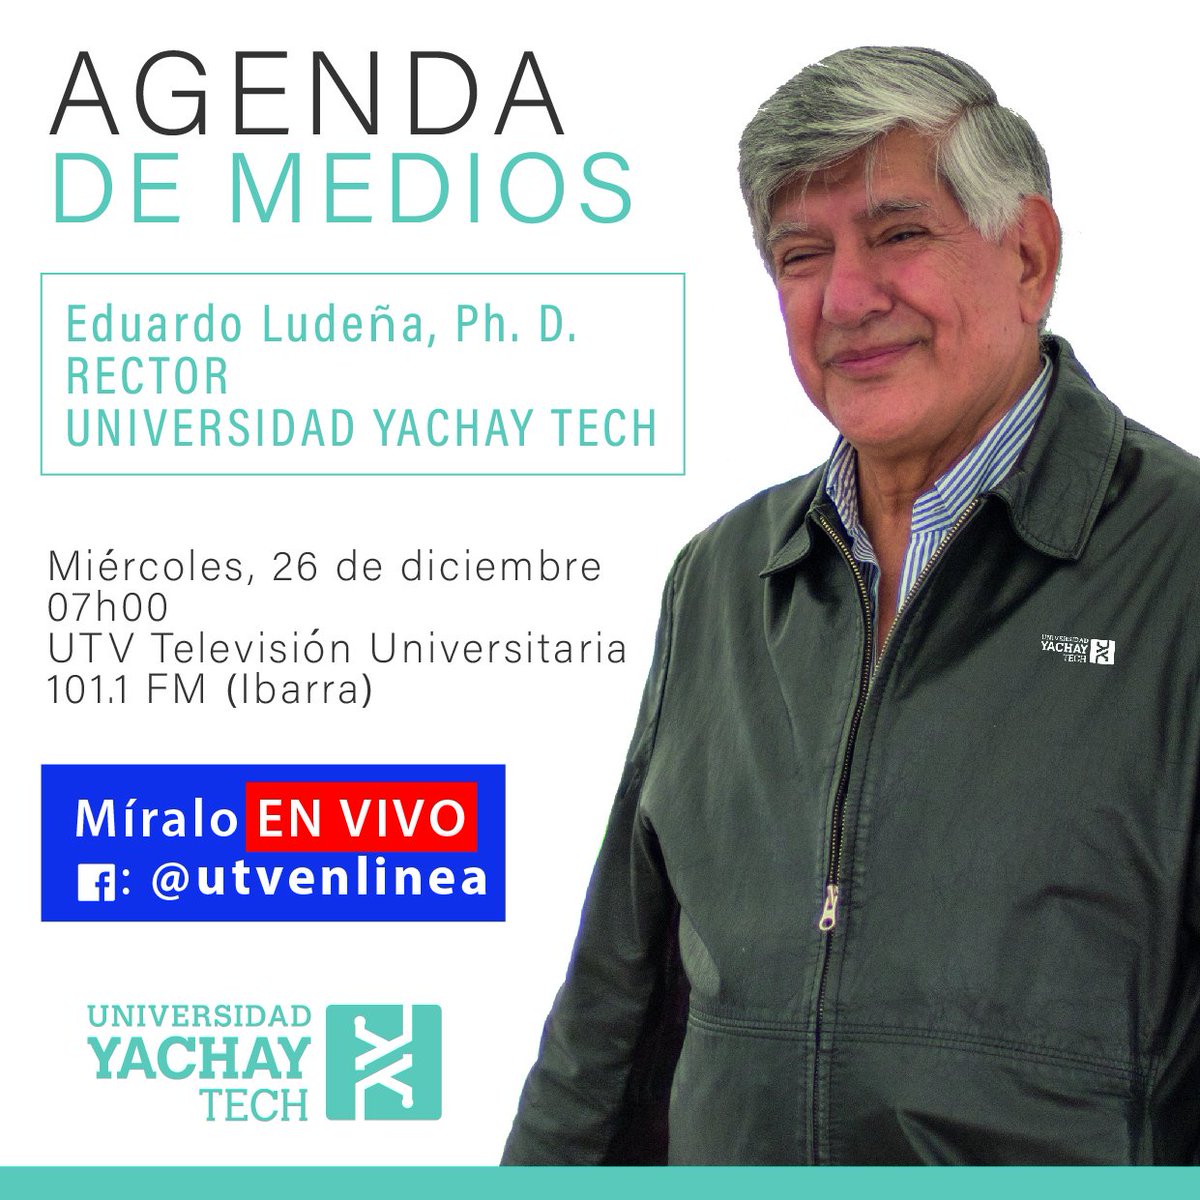 AGENDA
DE MEDIOS
Eduardo Ludeña, Ph. D.
RECTOR
UNIVERSIDAD YACHAY TECH
Miércoles, 26 de diciembre
07h00
UTV Televisión Universitaria
101.1 FM (Ibarra)
Míralo EN VIVO
: @utvenlinea
UNIVERSIDAD
YACHAY
TECH
UNIVERSIDAD
YACHAY
TECH